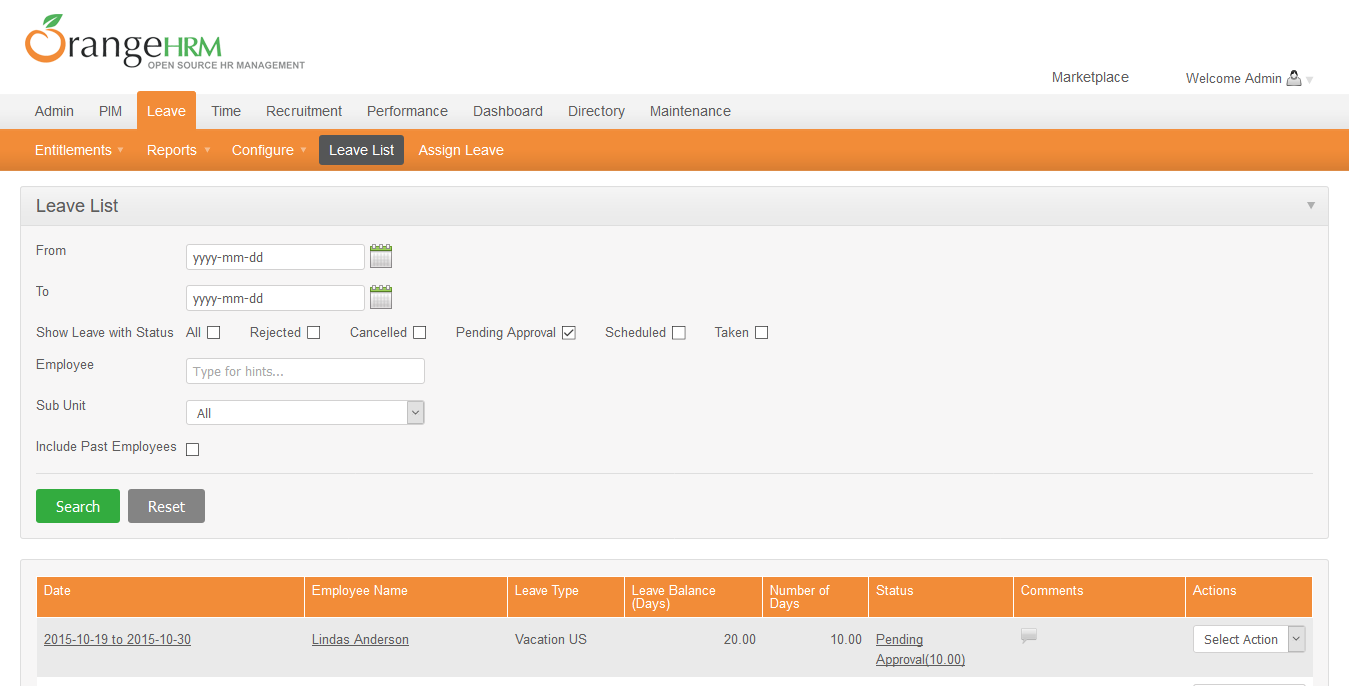 OrangeHRM
OPEN SOURCE HR MANAGEMENT
Marketplace Welcome Admin
Admin PIM Leave Time Recruitment Performance Dashboard Directory Maintenance
Entitlements Reports Configure Leave List Assign Leave
Leave List
From yyyy-mm-dd
To yyyy-mm-dd
Show Leave with Status All Rejected Cancelled Pending Approval Scheduled Taken
Employee Type for hints...
Sub Unit All
Include Past Employees
Search Reset
Date Employee Name Leave Type Leave Balance (Days) Number of Days Status Comments Actions
2015-10-19 to 2015-10-30 Lindas Anderson Vacation US 20.00 10.00 Pending Approval(10.00) Select Action